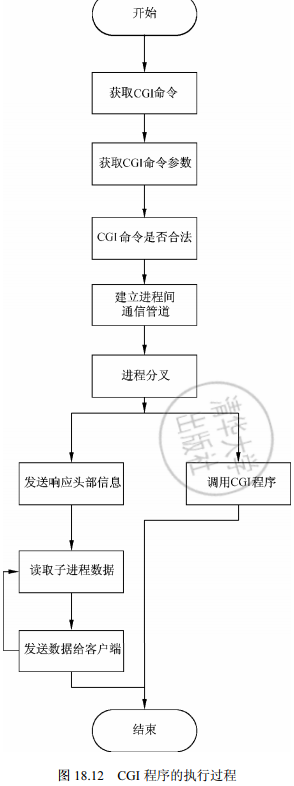 开始
获取CGI命令
获取CGI命令参数
CGI命令是否合法
建立进程间
通信管道
进程分叉
清华大学
出版社
发送响应头部信息
调用CGI程序
读取子进程数据
发送数据给客户端
结束
图 18.12 CGI 程序的执行过程